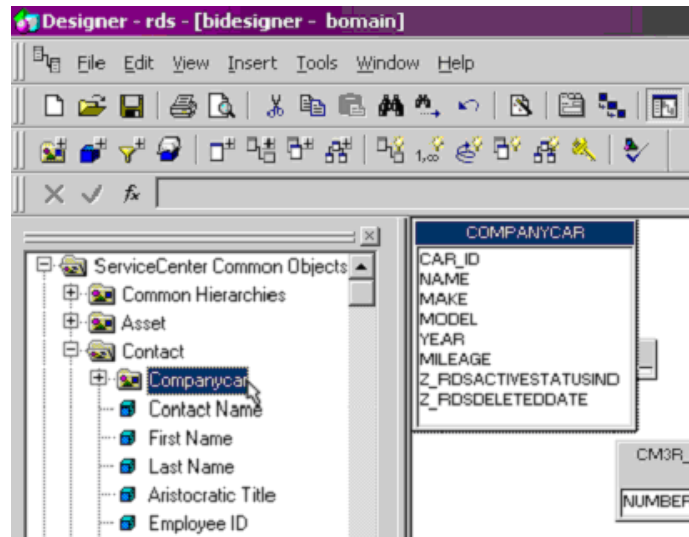 Designer - rds - [bidesigner - bomain]
File Edit View Insert Tools Window Help
1,∞
fx
ServiceCenter Common Objects
Common Hierarchies
Asset
Contact
Companycar
Contact Name
First Name
Last Name
Aristocratic Title
Employee ID
COMPANYCAR
CAR_ID
NAME
MAKE
MODEL
YEAR
MILEAGE
Z_RDSACTIVESTATUSIND
Z_RDSDELETEDDATE
CM3R_
NUMBER